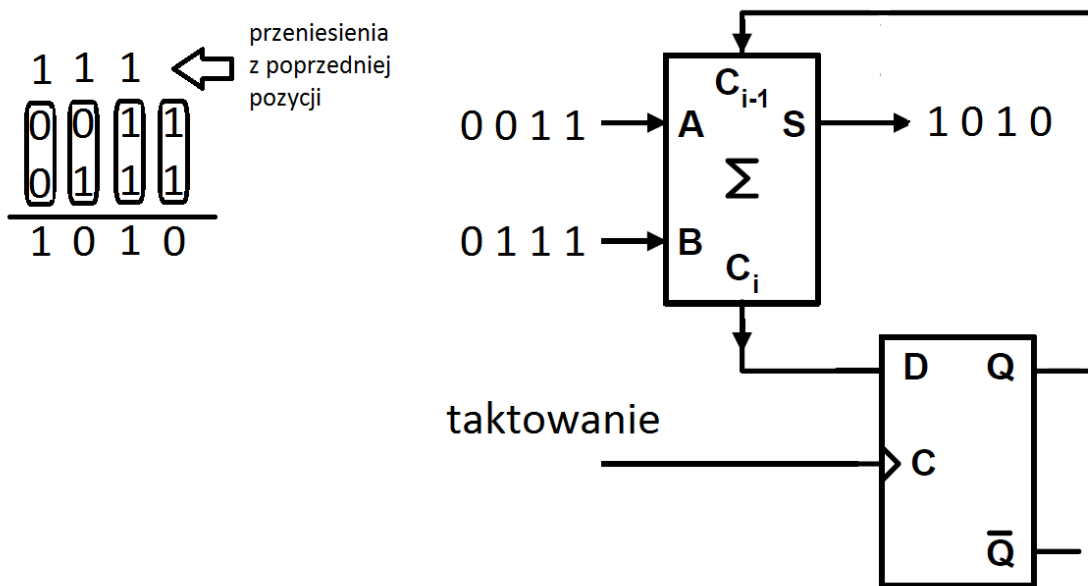 przeniesienia
z poprzedniej
pozycji
1 1 1
0 0 1 1
0 1 1 1
1 0 1 0
C i-1
0 0 1 1
A
S
1 0 1 0
Σ
0 1 1 1
B
C i
D
Q
taktowanie
C
Q̅